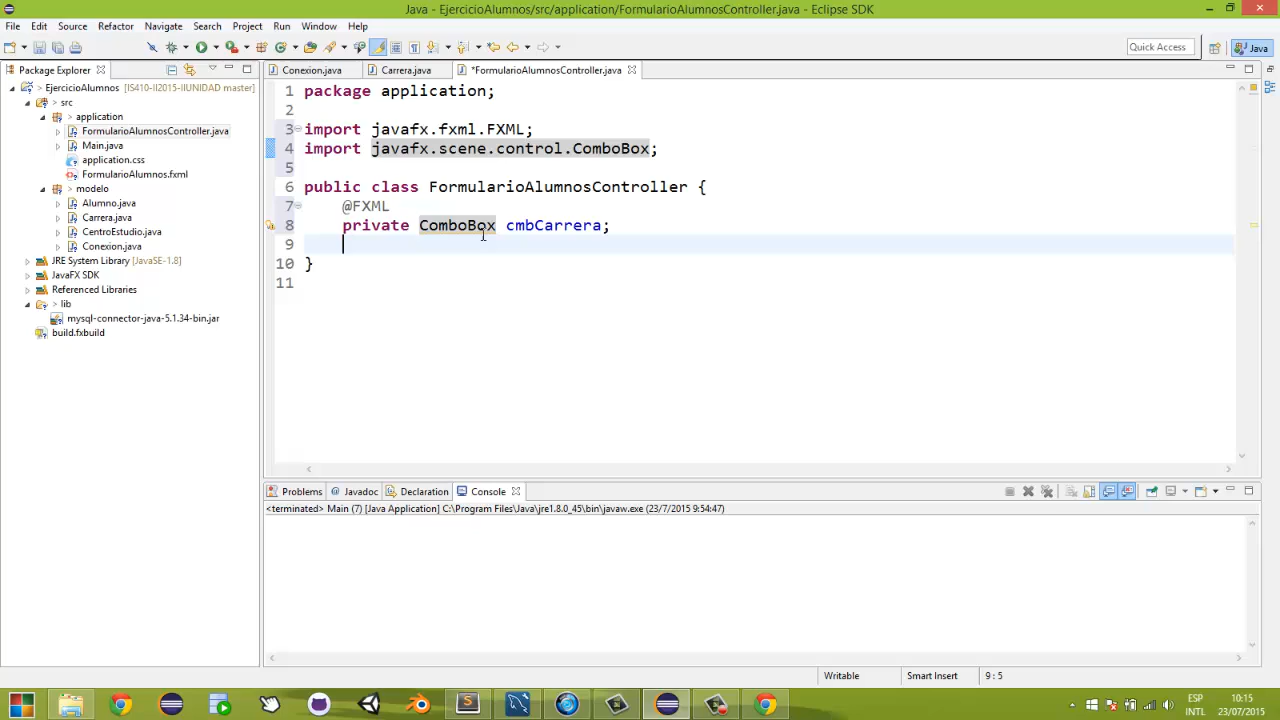 Java - EjercicioAlumnos/src/application/FormularioAlumnosController.java - Eclipse SDK
File Edit Source Refactor Navigate Search Project Run Window Help
Quick Access
Java
Package Explorer
Conexion.java Carrera.java *FormularioAlumnosController.java
> EjercicioAlumnos [IS410-II2015-IIUNIDAD master]
> src
application
FormularioAlumnosController.java
Main.java
application.css
FormularioAlumnos.fxml
> modelo
Alumno.java
Carrera.java
CentroEstudio.java
Conexion.java
JRE System Library [JavaSE-1.8]
JavaFX SDK
Referenced Libraries
> lib
mysql-connector-java-5.1.34-bin.jar
build.fxbuild
1 package application;
2
3 import javafx.fxml.FXML;
4 import javafx.scene.control.ComboBox;
5
6 public class FormularioAlumnosController {
7 @FXML
8 private ComboBox cmbCarrera;
9
10 }
11
Problems @ Javadoc Declaration Console
<terminated> Main (7) [Java Application] C:\Program Files\Java\jre1.8.0_45\bin\javaw.exe (23/7/2015 9:54:47)
Writable Smart Insert 9 : 5
ESP
INTL
10:15
23/07/2015